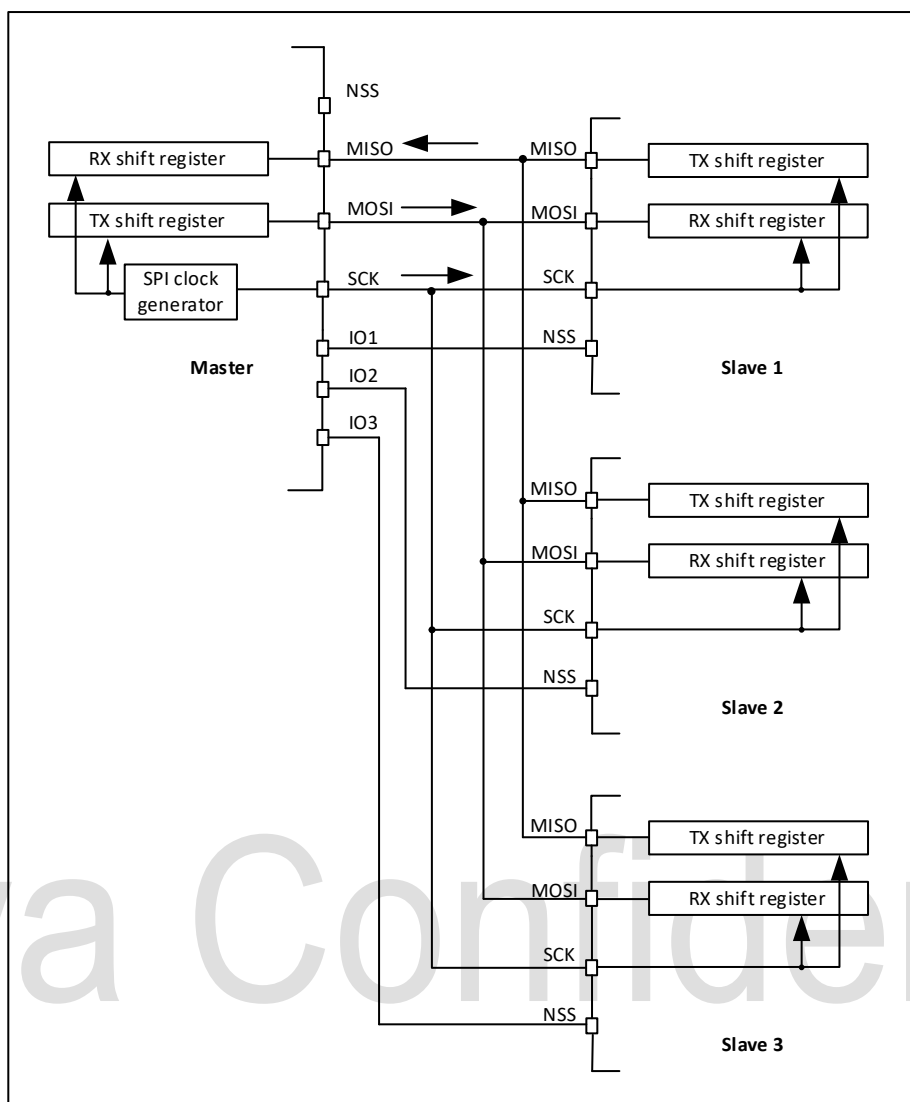 NSS
RX shift register
MISO
MISO
TX shift register
TX shift register
MOSI
MOSI
RX shift register
SPI clock
generator
SCK
SCK
IO1
NSS
Master
Slave 1
IO2
IO3
MISO
TX shift register
MOSI
RX shift register
SCK
NSS
Slave 2
MISO
TX shift register
MOSI
RX shift register
SCK
NSS
Slave 3